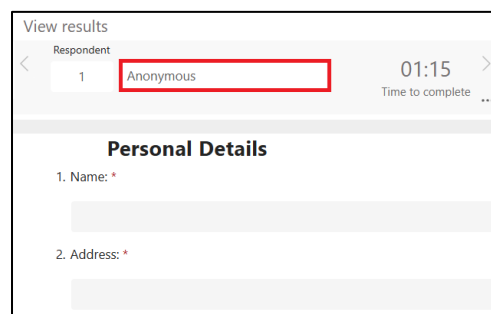 View results
Respondent
1 Anonymous 01:15
Time to complete
...
Personal Details
1. Name: *
2. Address: *